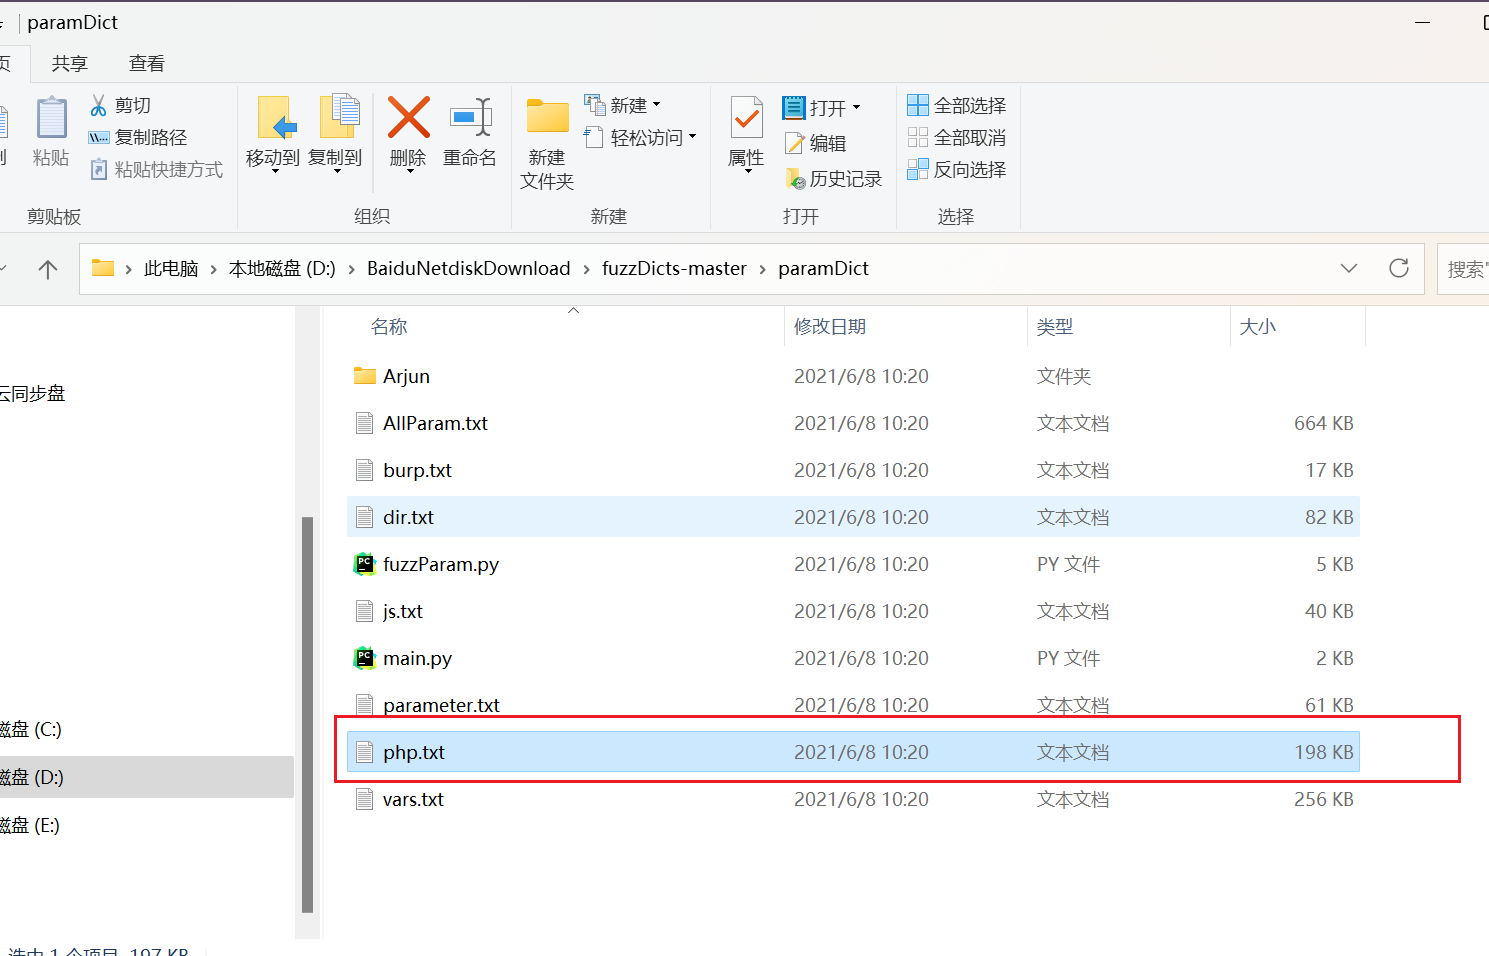 paramDict
页 共享 查看
剪切
复制路径
粘贴快捷方式
粘贴
剪贴板
移动到 复制到 删除 重命名
组织
新建
文件夹
新建
轻松访问
新建
属性
打开
编辑
历史记录
打开
全部选择
全部取消
反向选择
选择
此电脑 › 本地磁盘 (D:) › BaiduNetdiskDownload › fuzzDicts-master › paramDict
搜索"
名称 修改日期 类型 大小
Arjun 2021/6/8 10:20 文件夹
AllParam.txt 2021/6/8 10:20 文本文档 664 KB
burp.txt 2021/6/8 10:20 文本文档 17 KB
dir.txt 2021/6/8 10:20 文本文档 82 KB
fuzzParam.py 2021/6/8 10:20 PY 文件 5 KB
js.txt 2021/6/8 10:20 文本文档 40 KB
main.py 2021/6/8 10:20 PY 文件 2 KB
parameter.txt 2021/6/8 10:20 文本文档 61 KB
php.txt 2021/6/8 10:20 文本文档 198 KB
vars.txt 2021/6/8 10:20 文本文档 256 KB
云同步盘
磁盘 (C:)
磁盘 (D:)
磁盘 (E:)
选中 1 个项目 197 KB